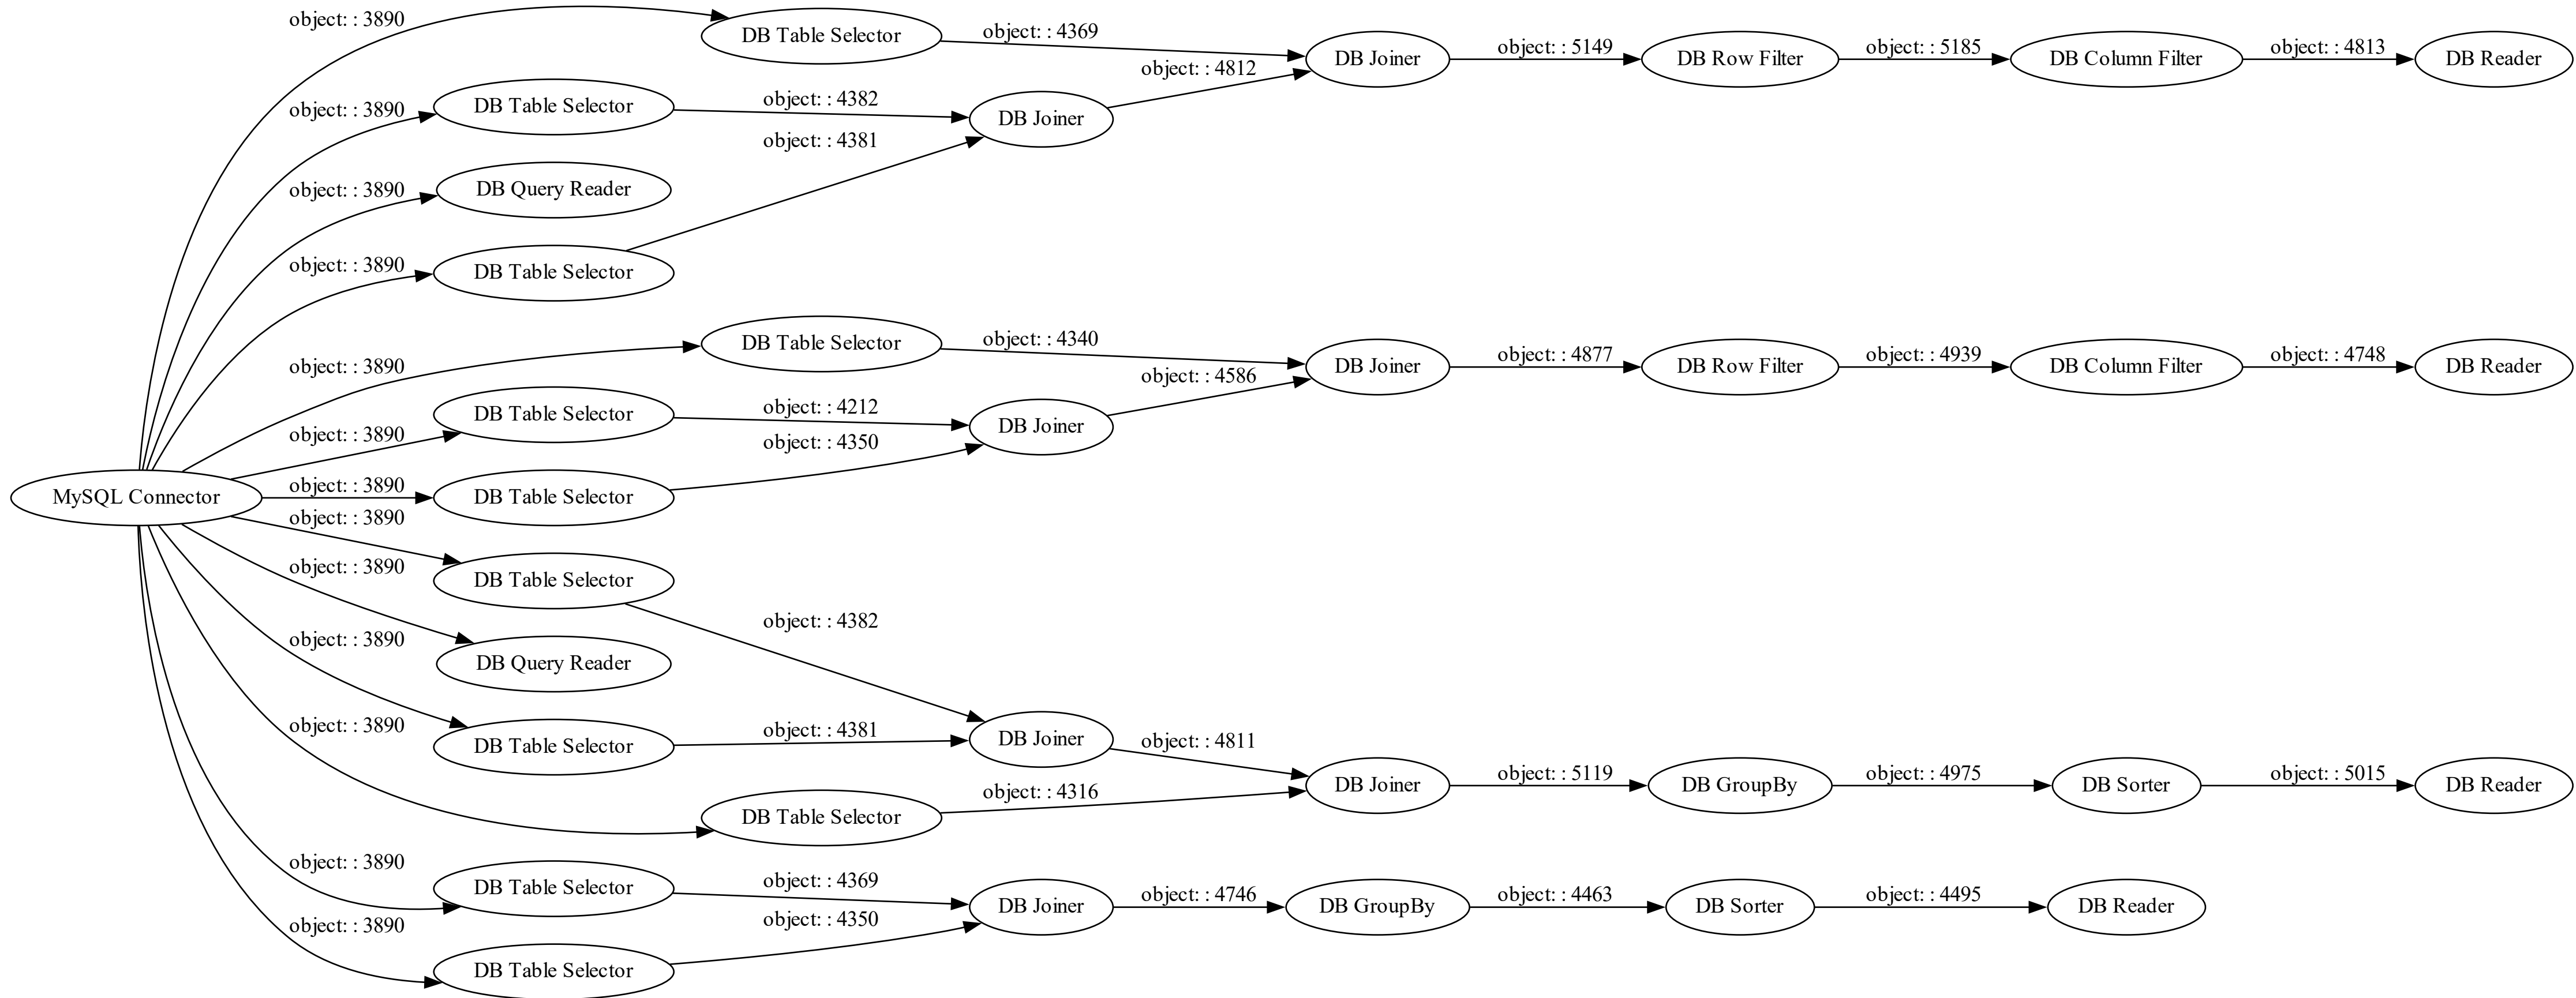 object: : 3890
DB Table Selector
object: : 4369
DB Joiner
object: : 5149
DB Row Filter
object: : 5185
DB Column Filter
object: : 4813
DB Reader
object: : 4812
object: : 3890
DB Table Selector
object: : 4382
DB Joiner
object: : 4381
object: : 3890
DB Query Reader
object: : 3890
DB Table Selector
object: : 3890
DB Table Selector
object: : 4340
DB Joiner
object: : 4877
DB Row Filter
object: : 4939
DB Column Filter
object: : 4748
DB Reader
object: : 4586
object: : 3890
DB Table Selector
object: : 4212
DB Joiner
object: : 4350
MySQL Connector
object: : 3890
DB Table Selector
object: : 3890
DB Table Selector
object: : 4382
object: : 3890
DB Query Reader
object: : 3890
DB Table Selector
object: : 4381
DB Joiner
object: : 4811
object: : 3890
DB Table Selector
object: : 4316
DB Joiner
object: : 5119
DB GroupBy
object: : 4975
DB Sorter
object: : 5015
DB Reader
object: : 3890
DB Table Selector
object: : 4369
DB Joiner
object: : 4746
DB GroupBy
object: : 4463
DB Sorter
object: : 4495
DB Reader
object: : 3890
DB Table Selector
object: : 4350